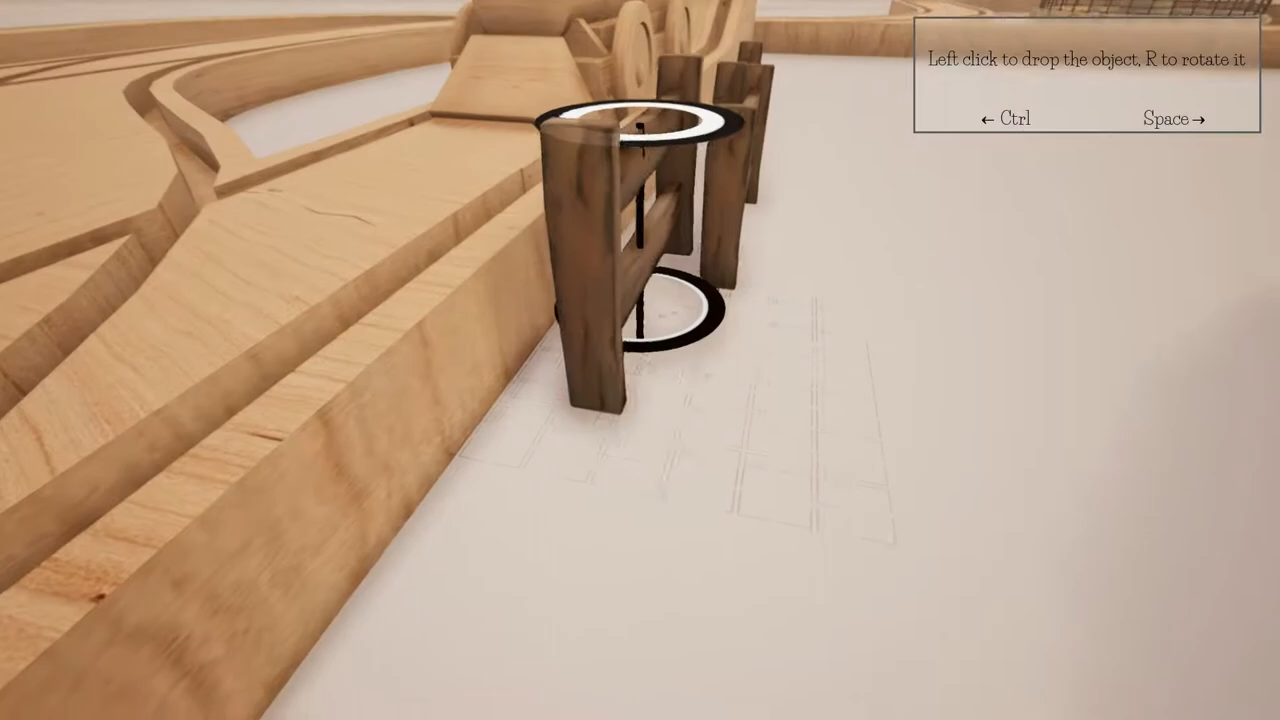 Left click to drop the object, R to rotate it
← Ctrl Space →